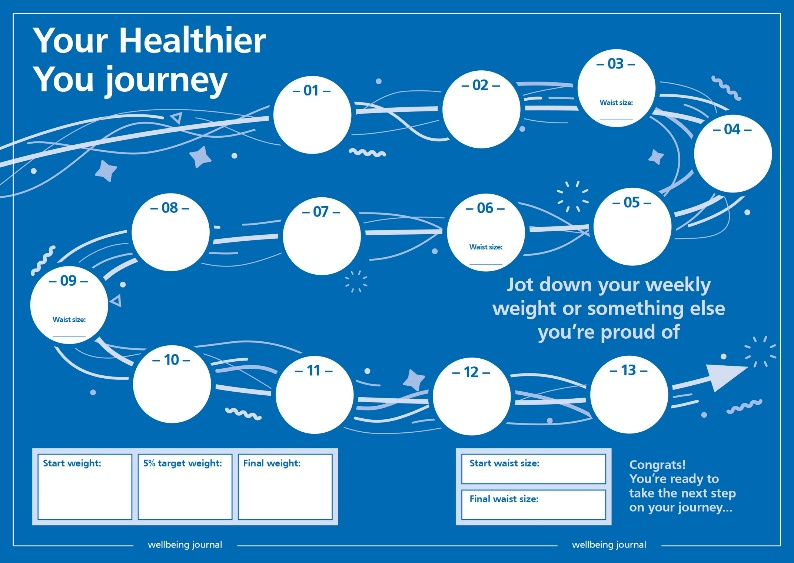 Your Healthier
You journey
– 01 –
– 02 –
– 03 –
Waist size:
– 04 –
– 05 –
– 06 –
Waist size:
– 07 –
– 08 –
– 09 –
Waist size:
– 10 –
– 11 –
– 12 –
– 13 –
Jot down your weekly
weight or something else
you’re proud of
Start weight:
5% target weight:
Final weight:
Start waist size:
Final waist size:
Congrats!
You’re ready to
take the next step
on your journey...
wellbeing journal
wellbeing journal